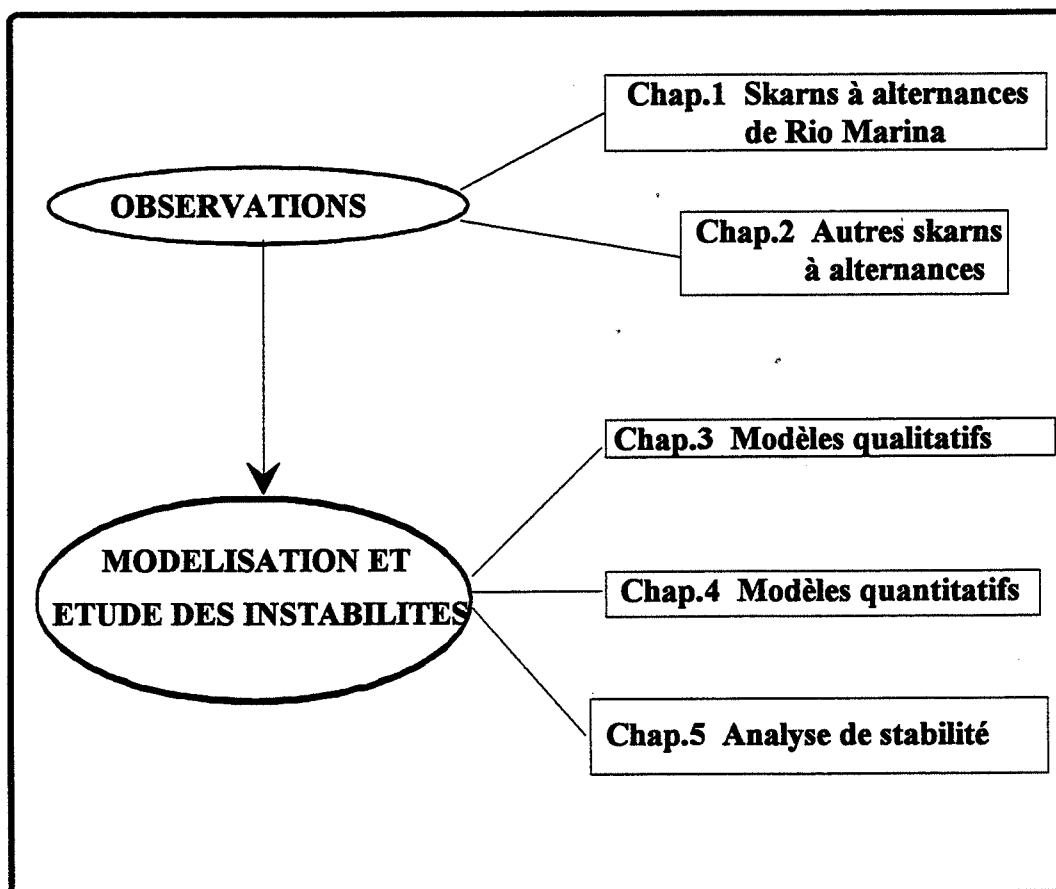 Chap.1 Skarns à alternances
de Rio Marina
OBSERVATIONS
Chap.2 Autres skarns
à alternances
Chap.3 Modèles qualitatifs
MODELISATION ET
ETUDE DES INSTABILITES
Chap.4 Modèles quantitatifs
Chap.5 Analyse de stabilité